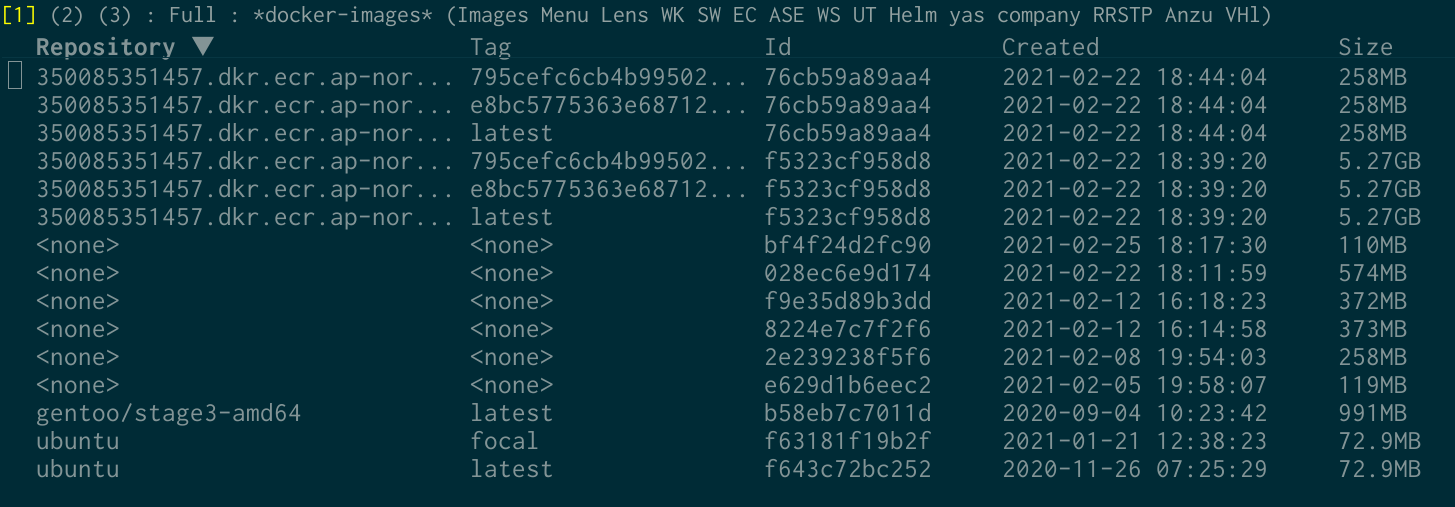 [1] (2) (3) : Full : *docker-images* (Images Menu Lens WK SW EC ASE WS UT Helm yas company RRSTP Anzu VHl)
Repository ▼ Tag Id Created Size
350085351457.dkr.ecr.ap-nor... 795cefc6cb4b99502... 76cb59a89aa4 2021-02-22 18:44:04 258MB
350085351457.dkr.ecr.ap-nor... e8bc5775363e68712... 76cb59a89aa4 2021-02-22 18:44:04 258MB
350085351457.dkr.ecr.ap-nor... latest 76cb59a89aa4 2021-02-22 18:44:04 258MB
350085351457.dkr.ecr.ap-nor... 795cefc6cb4b99502... f5323cf958d8 2021-02-22 18:39:20 5.27GB
350085351457.dkr.ecr.ap-nor... e8bc5775363e68712... f5323cf958d8 2021-02-22 18:39:20 5.27GB
350085351457.dkr.ecr.ap-nor... latest f5323cf958d8 2021-02-22 18:39:20 5.27GB
<none> <none> bf4f24d2fc90 2021-02-25 18:17:30 110MB
<none> <none> 028ec6e9d174 2021-02-22 18:11:59 574MB
<none> <none> f9e35d89b3dd 2021-02-12 16:18:23 372MB
<none> <none> 8224e7c7f2f6 2021-02-12 16:14:58 373MB
<none> <none> 2e239238f5f6 2021-02-08 19:54:03 258MB
<none> <none> e629d1b6eec2 2021-02-05 19:58:07 119MB
gentoo/stage3-amd64 latest b58eb7c7011d 2020-09-04 10:23:42 991MB
ubuntu focal f63181f19b2f 2021-01-21 12:38:23 72.9MB
ubuntu latest f643c72bc252 2020-11-26 07:25:29 72.9MB